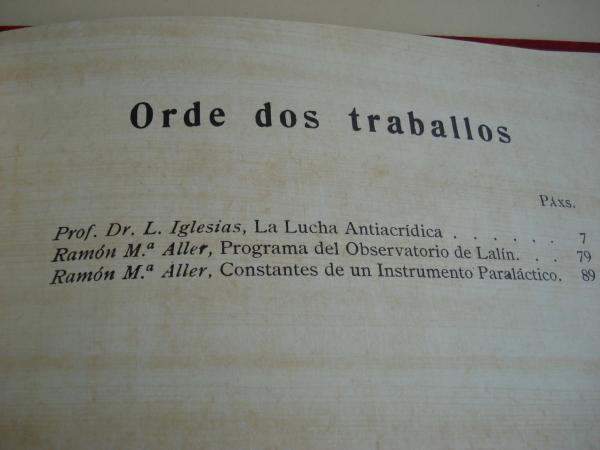 Orde dos traballos
PÁXS.
Prof. Dr. L. Iglesias, La Lucha Antiacrídica . . . . . . 7
Ramón M.ª Aller, Programa del Observatorio de Lalín. . . 79
Ramón M.ª Aller, Constantes de un Instrumento Paraláctico. 89